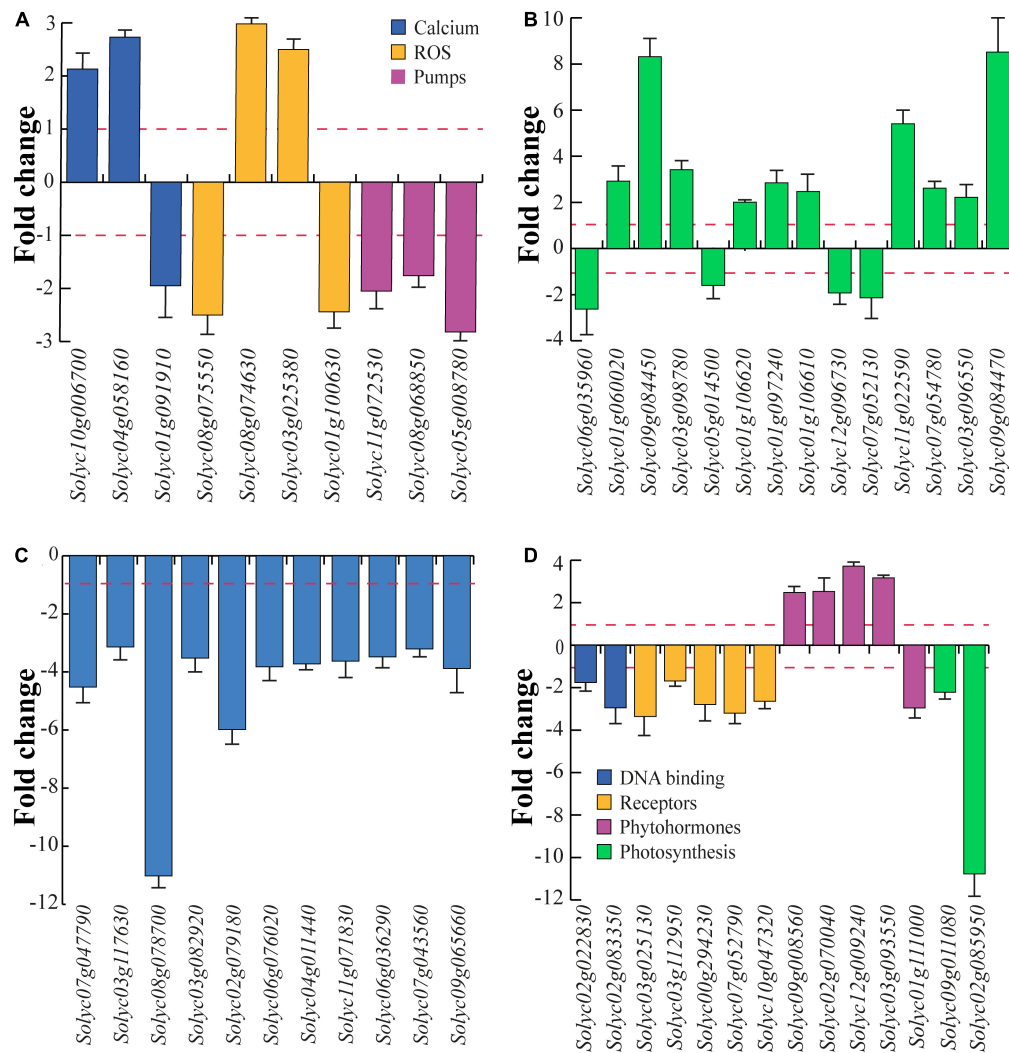 A
Fold change
3
2
1
0
-1
-2
-3
Calcium
ROS
Pumps
Solyc10g006700
Solyc04g058160
Solyc01g091910
Solyc08g075550
Solyc08g074630
Solyc03g025380
Solyc01g100630
Solyc11g072530
Solyc08g068850
Solyc05g008780
B
Fold change
10
8
6
4
2
0
-2
-4
Solyc06g035960
Solyc01g060020
Solyc09g084450
Solyc03g098780
Solyc05g014500
Solyc01g106620
Solyc01g097240
Solyc01g106610
Solyc12g096730
Solyc07g052130
Solyc11g022590
Solyc07g054780
Solyc03g096550
Solyc09g084470
C
Fold change
0
-2
-4
-6
-8
-10
-12
Solyc07g047790
Solyc03g117630
Solyc08g078700
Solyc03g082920
Solyc02g079180
Solyc06g076020
Solyc04g011440
Solyc11g071830
Solyc06g036290
Solyc07g043560
Solyc09g065660
D
Fold change
4
2
0
-2
-4
-6
-8
-10
-12
DNA binding
Receptors
Phytohormones
Photosynthesis
Solyc02g022830
Solyc02g083350
Solyc03g025130
Solyc03g112950
Solyc00g294230
Solyc07g052790
Solyc10g047320
Solyc09g008560
Solyc02g070040
Solyc12g009240
Solyc03g093550
Solyc01g111000
Solyc09g011080
Solyc02g085950